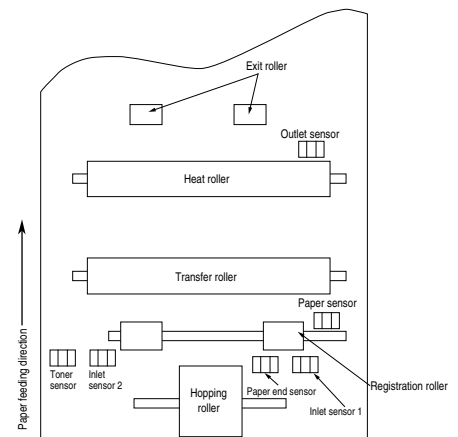 Exit roller
Outlet sensor
Heat roller
Transfer roller
Paper sensor
Toner
sensor
Inlet
sensor 2
Hopping
roller
Paper end sensor
Inlet sensor 1
Registration roller
Paper feeding direction